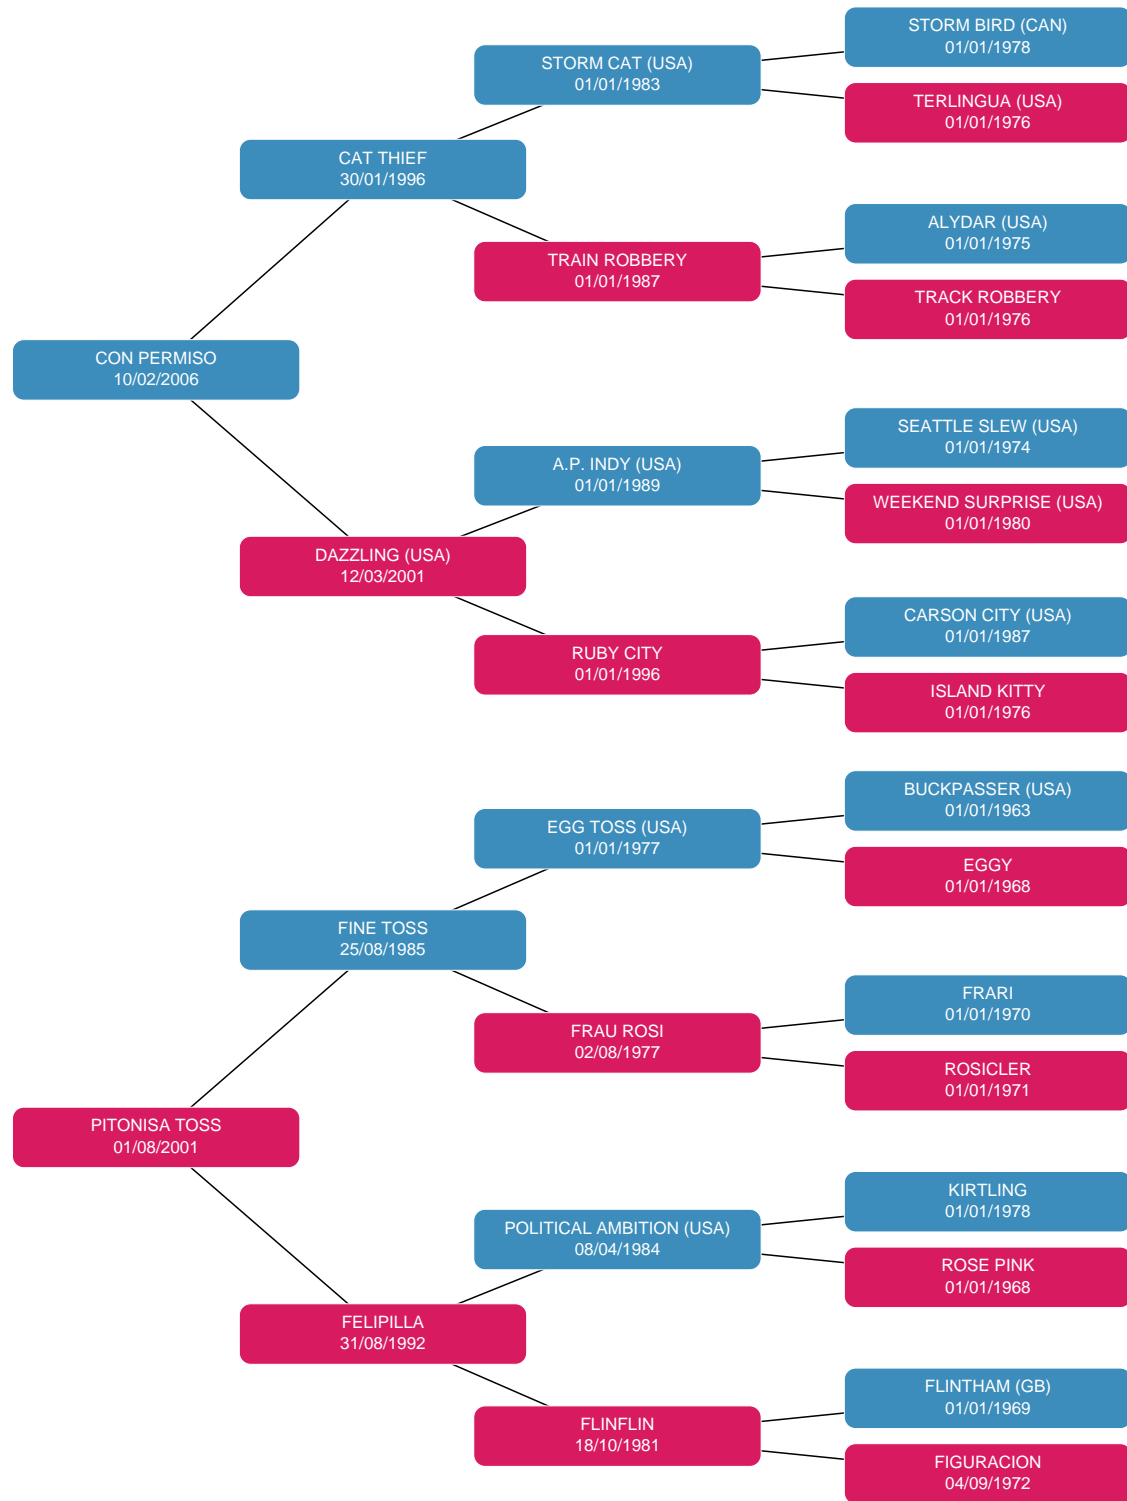 STORM BIRD (CAN)
01/01/1978
STORM CAT (USA)
01/01/1983
TERLINGUA (USA)
01/01/1976
CAT THIEF
30/01/1996
ALYDAR (USA)
01/01/1975
TRAIN ROBBERY
01/01/1987
TRACK ROBBERY
01/01/1976
CON PERMISO
10/02/2006
SEATTLE SLEW (USA)
01/01/1974
A.P. INDY (USA)
01/01/1989
WEEKEND SURPRISE (USA)
01/01/1980
DAZZLING (USA)
12/03/2001
CARSON CITY (USA)
01/01/1987
RUBY CITY
01/01/1996
ISLAND KITTY
01/01/1976
BUCKPASSER (USA)
01/01/1963
EGG TOSS (USA)
01/01/1977
EGGY
01/01/1968
FINE TOSS
25/08/1985
FRARI
01/01/1970
FRAU ROSI
02/08/1977
ROSICLER
01/01/1971
PITONISA TOSS
01/08/2001
KIRTLING
01/01/1978
POLITICAL AMBITION (USA)
08/04/1984
ROSE PINK
01/01/1968
FELIPILLA
31/08/1992
FLINTHAM (GB)
01/01/1969
FLINFLIN
18/10/1981
FIGURACION
04/09/1972